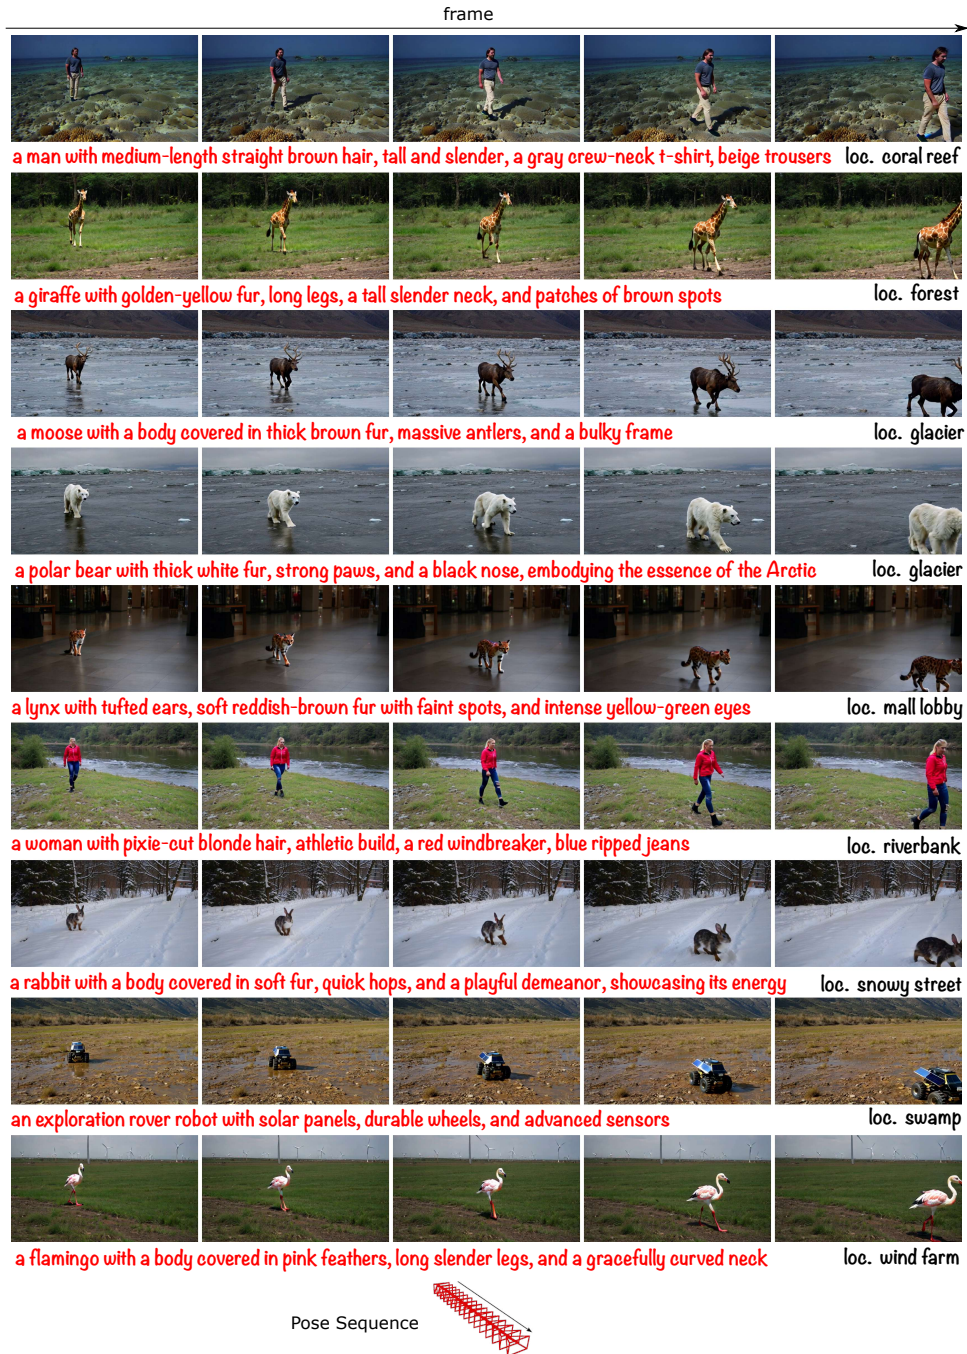 frame
a man with medium-length straight brown hair, tall and slender, a gray crew-neck t-shirt, beige trousers loc. coral reef
a giraffe with golden-yellow fur, long legs, a tall slender neck, and patches of brown spots loc. forest
a moose with a body covered in thick brown fur, massive antlers, and a bulky frame loc. glacier
a polar bear with thick white fur, strong paws, and a black nose, embodying the essence of the Arctic loc. glacier
a lynx with tufted ears, soft reddish-brown fur with faint spots, and intense yellow-green eyes loc. mall lobby
a woman with pixie-cut blonde hair, athletic build, a red windbreaker, blue ripped jeans loc. riverbank
a rabbit with a body covered in soft fur, quick hops, and a playful demeanor, showcasing its energy loc. snowy street
an exploration rover robot with solar panels, durable wheels, and advanced sensors loc. swamp
a flamingo with a body covered in pink feathers, long slender legs, and a gracefully curved neck loc. wind farm
Pose Sequence